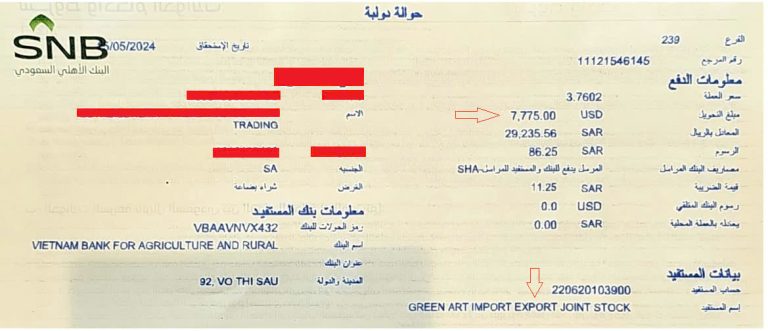 حوالة دولية
SNB
البنك الأهلي السعودي
5/05/2024 تاريخ الإستحقاق
الفرع 239
رقم المرجع 11121546145
معلومات الدفع
سعر العملة 3.7602
مبلغ التحويل USD 7,775.00
المعادل بالريال SAR 29,235.56
الرسوم SAR 86.25
مصاريف البنك المراسل المرسل يدفع للبنك والمستفيد للمراسل-SHA
قيمة الضريبة SAR 11.25
رسوم البنك المتلقي USD 0.0
يعادله بالعملة المحلية SAR 0.00
الاسم
TRADING
الجنسيه SA
الغرض شراء بضاعة
معلومات بنك المستفيد
رمز الحوالات للبنك VBAAVNVX432
اسم البنك VIETNAM BANK FOR AGRICULTURE AND RURAL
عنوان البنك
المدينة والدولة 92, VO THI SAU
بيانات المستفيد
حساب المستفيد 220620103900
إسم المستفيد GREEN ART IMPORT EXPORT JOINT STOCK